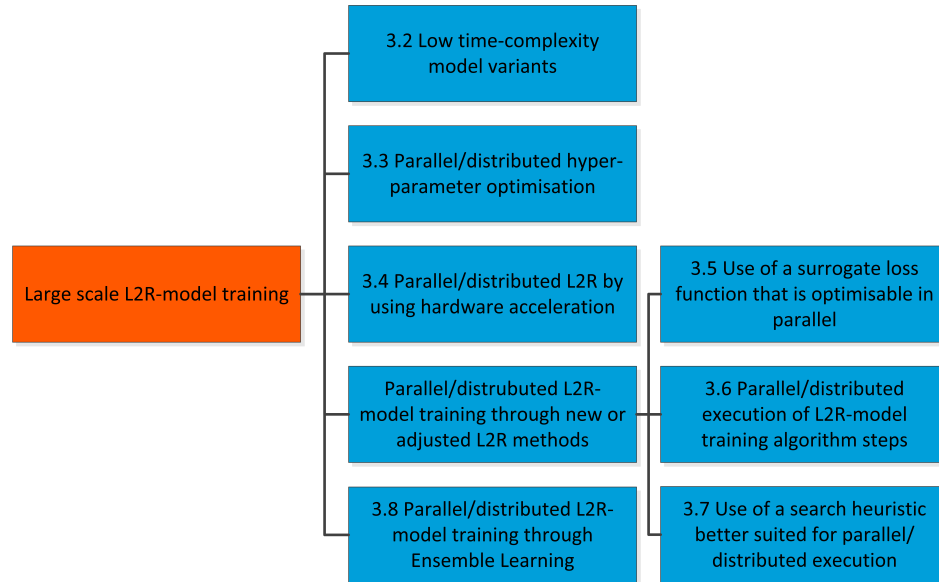 3.2 Low time-complexity
model variants
3.3 Parallel/distributed hyper-
parameter optimisation
Large scale L2R-model training
3.4 Parallel/distributed L2R by
using hardware acceleration
3.5 Use of a surrogate loss
function that is optimisable in
parallel
Parallel/distrubuted L2R-
model training through new or
adjusted L2R methods
3.6 Parallel/distributed
execution of L2R-model
training algorithm steps
3.8 Parallel/distributed L2R-
model training through
Ensemble Learning
3.7 Use of a search heuristic
better suited for parallel/
distributed execution